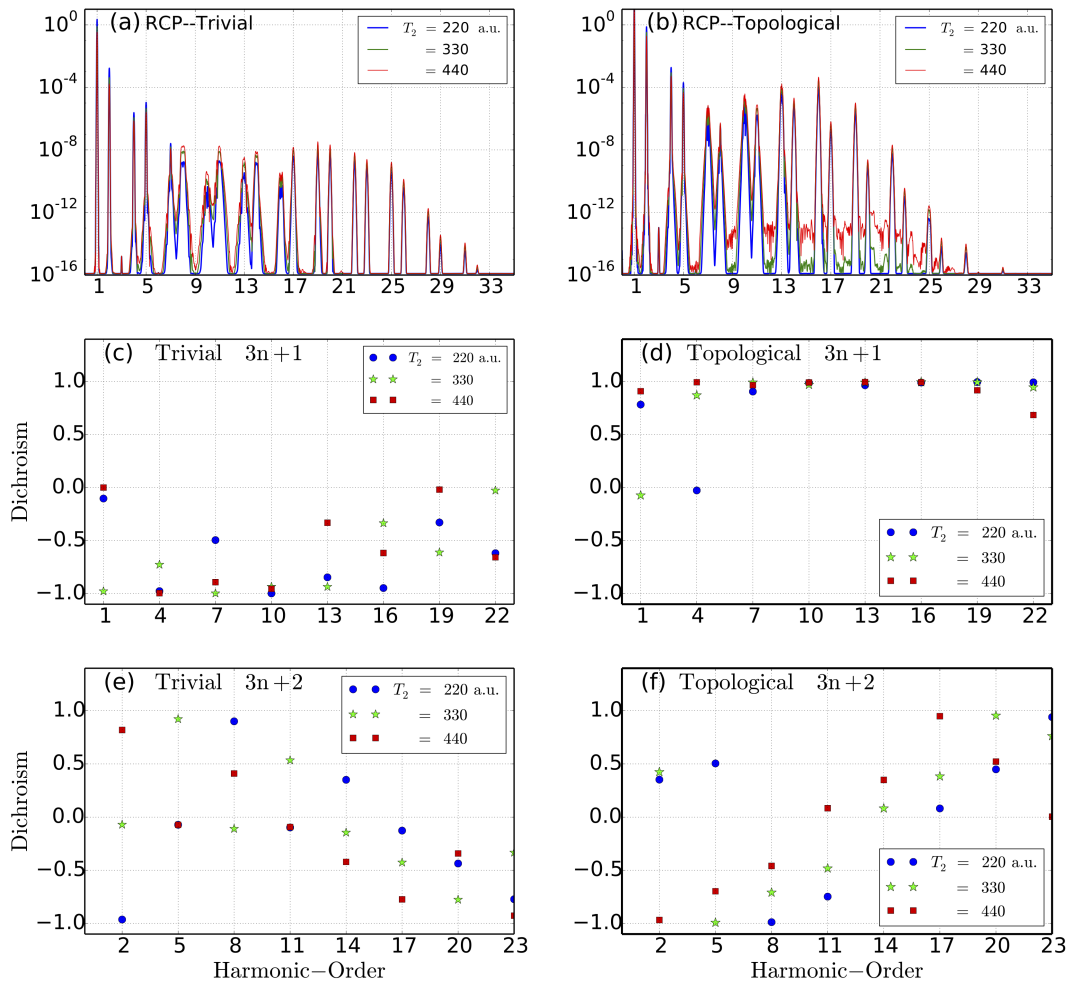 (a) RCP--Trivial
T₂ = 220 a.u.
= 330
= 440
10⁰
10⁻⁴
10⁻⁸
10⁻¹²
10⁻¹⁶
1 5 9 13 17 21 25 29 33
(b) RCP--Topological
T₂ = 220 a.u.
= 330
= 440
10⁰
10⁻⁴
10⁻⁸
10⁻¹²
10⁻¹⁶
1 5 9 13 17 21 25 29 33
(c) Trivial 3n+1
T₂ = 220 a.u.
= 330
= 440
Dichroism
1.0
0.5
0.0
−0.5
−1.0
1 4 7 10 13 16 19 22
(d) Topological 3n+1
T₂ = 220 a.u.
= 330
= 440
1.0
0.5
0.0
−0.5
−1.0
1 4 7 10 13 16 19 22
(e) Trivial 3n+2
T₂ = 220 a.u.
= 330
= 440
Dichroism
1.0
0.5
0.0
−0.5
−1.0
2 5 8 11 14 17 20 23
Harmonic−Order
(f) Topological 3n+2
T₂ = 220 a.u.
= 330
= 440
1.0
0.5
0.0
−0.5
−1.0
2 5 8 11 14 17 20 23
Harmonic−Order